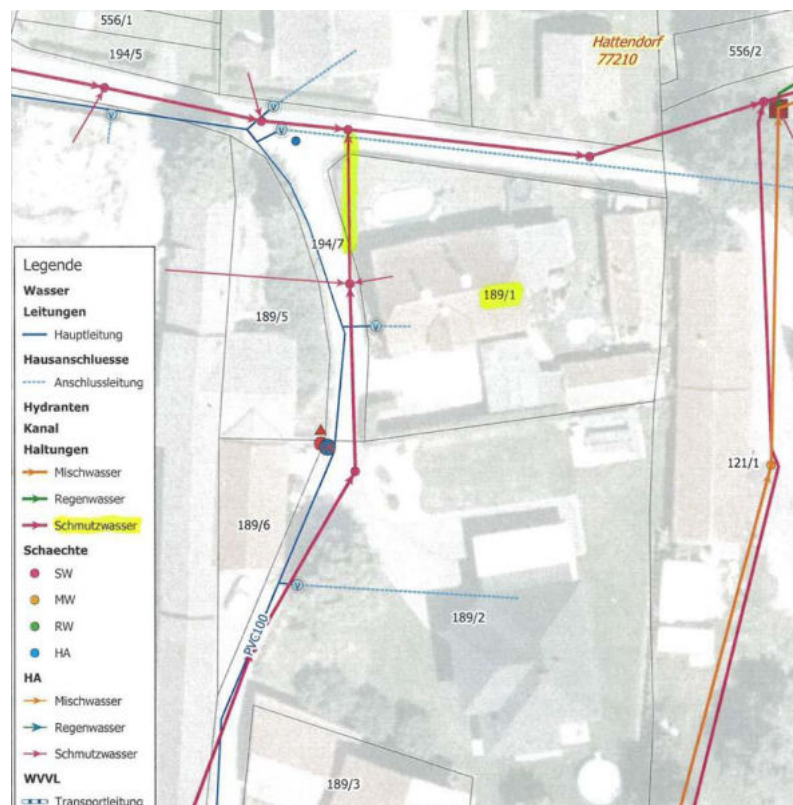 556/1
194/5
Hattendorf
77210
556/2
V
V
V
194/7
189/1
189/5
V
121/1
189/6
V
189/2
PVC100
189/3
Legende
Wasser
Leitungen
Hauptleitung
Hausanschluesse
Anschlussleitung
Hydranten
Kanal
Haltungen
Mischwasser
Regenwasser
Schmutzwasser
Schaechte
SW
MW
RW
HA
HA
Mischwasser
Regenwasser
Schmutzwasser
WVVL
Transportleitung